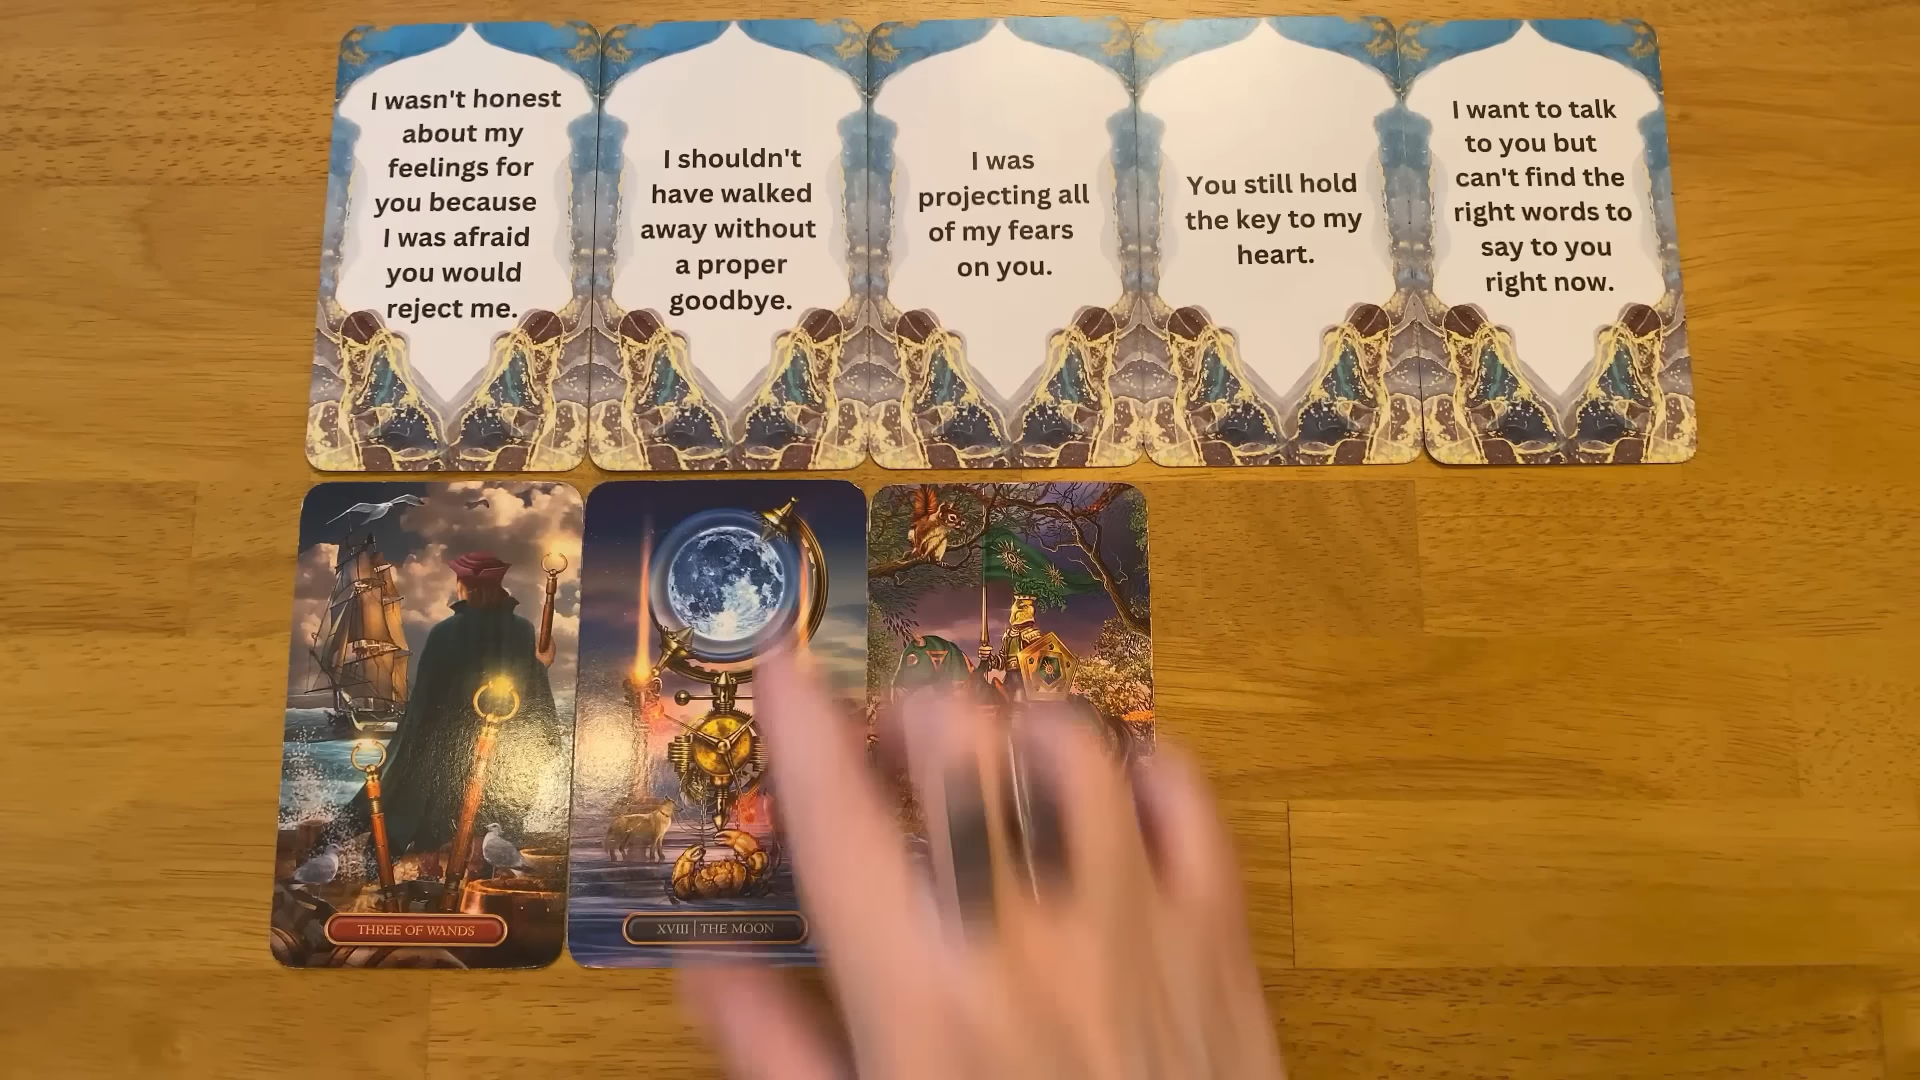 I wasn't honest
about my
feelings for
you because
I was afraid
you would
reject me.
I shouldn't
have walked
away without
a proper
goodbye.
I was
projecting all
of my fears
on you.
You still hold
the key to my
heart.
I want to talk
to you but
can't find the
right words to
say to you
right now.
THREE OF WANDS
XVIII | THE MOON